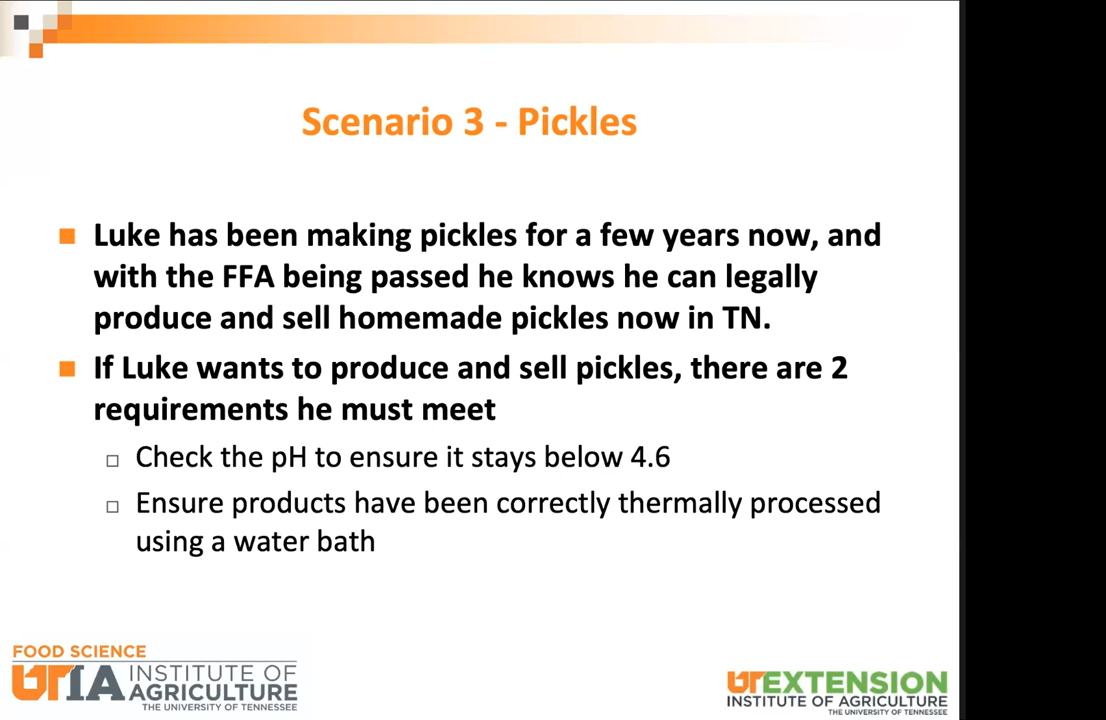 Scenario 3 - Pickles
Luke has been making pickles for a few years now, and
with the FFA being passed he knows he can legally
produce and sell homemade pickles now in TN.
If Luke wants to produce and sell pickles, there are 2
requirements he must meet
Check the pH to ensure it stays below 4.6
Ensure products have been correctly thermally processed
using a water bath
FOOD SCIENCE
UTIA INSTITUTE OF
AGRICULTURE
THE UNIVERSITY OF TENNESSEE
UT EXTENSION
INSTITUTE OF AGRICULTURE
THE UNIVERSITY OF TENNESSEE